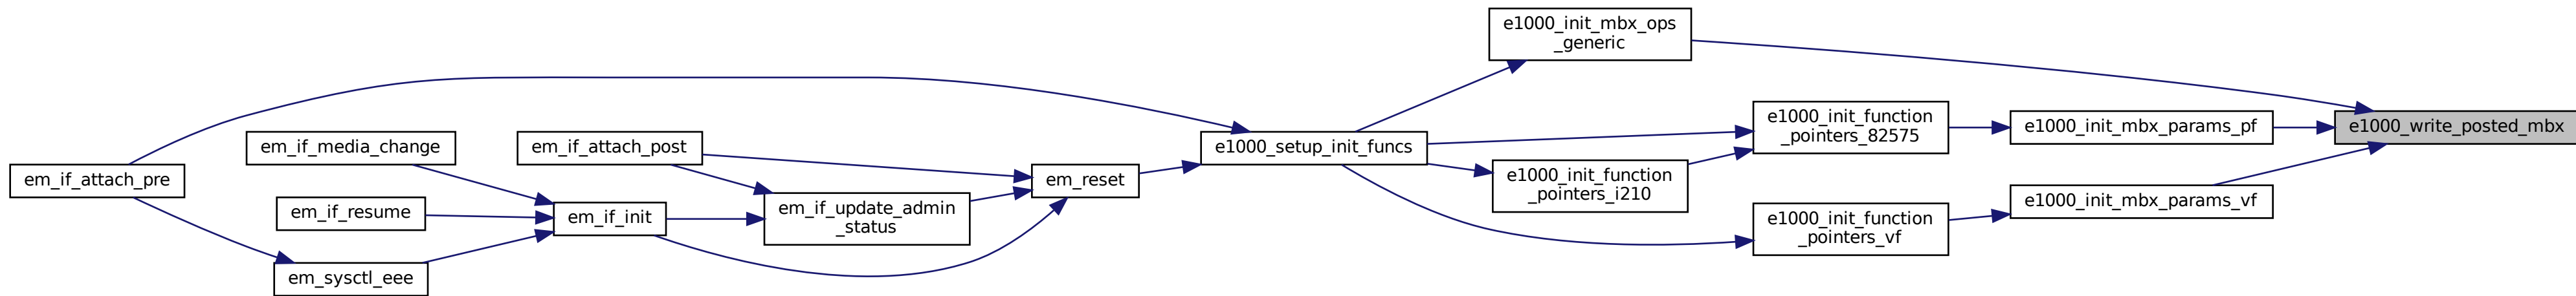 e1000_init_mbx_ops
_generic
e1000_init_function
_pointers_82575
e1000_init_mbx_params_pf
e1000_write_posted_mbx
em_if_media_change
em_if_attach_post
e1000_setup_init_funcs
em_if_attach_pre
em_reset
e1000_init_function
_pointers_i210
e1000_init_mbx_params_vf
em_if_resume
em_if_init
em_if_update_admin
_status
e1000_init_function
_pointers_vf
em_sysctl_eee